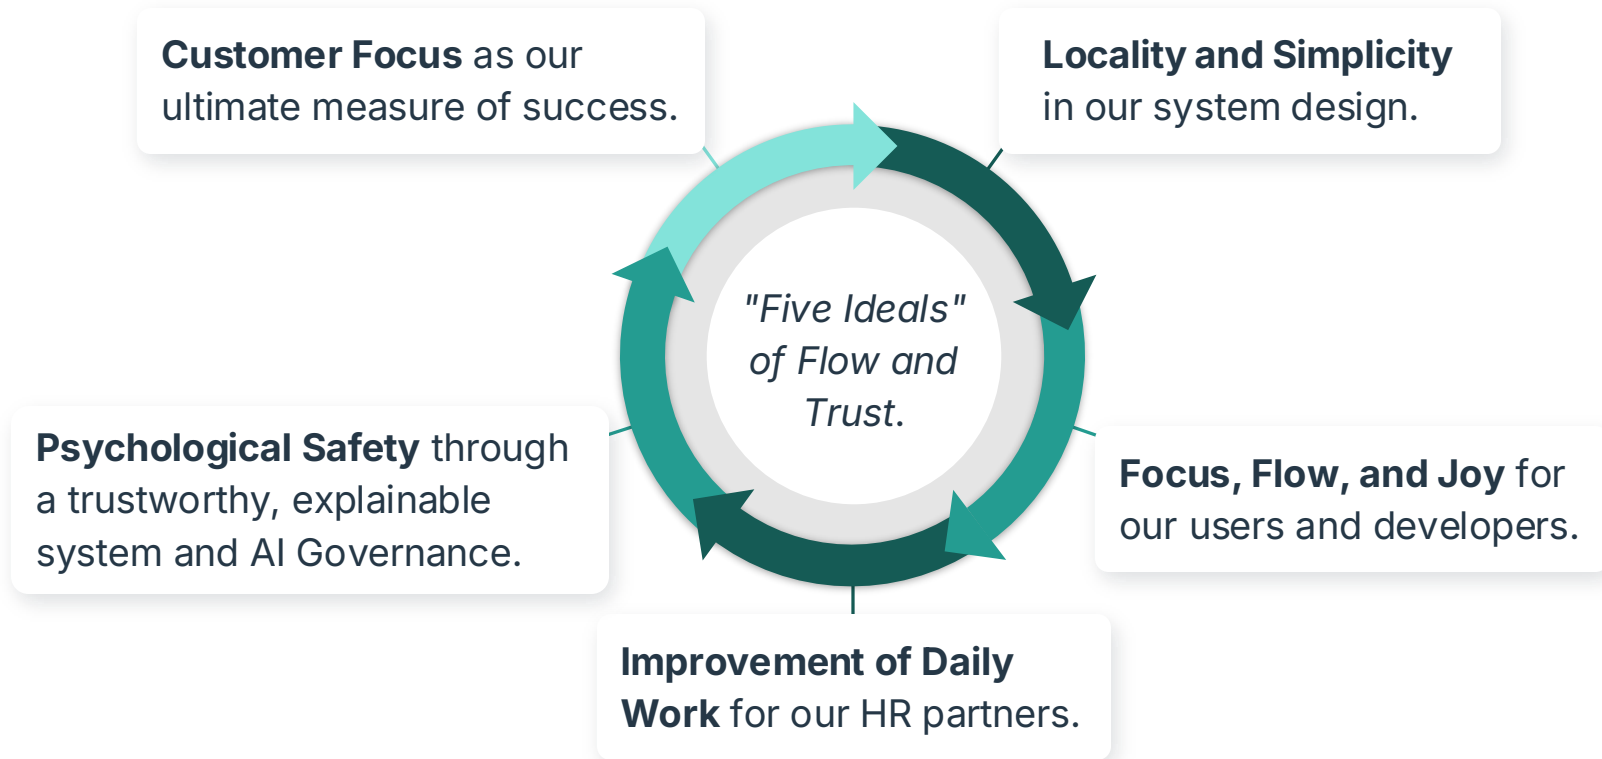 Customer Focus as our
ultimate measure of success.
Locality and Simplicity
in our system design.
"Five Ideals"
of Flow and
Trust.
Psychological Safety through
a trustworthy, explainable
system and AI Governance.
Focus, Flow, and Joy for
our users and developers.
Improvement of Daily
Work for our HR partners.